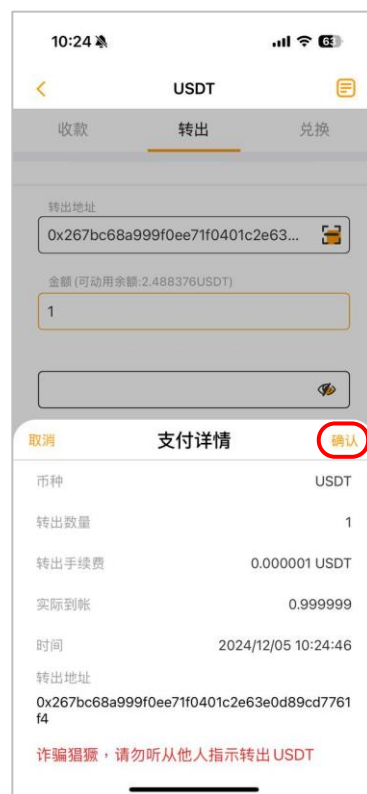 10:24
63
USDT
收款 转出 兑换
转出地址
0x267bc68a999f0ee71f0401c2e63...
金额(可动用余额:2.488376USDT)
1
取消 支付详情 确认
币种 USDT
转出数量 1
转出手续费 0.000001 USDT
实际到帐 0.999999
时间 2024/12/05 10:24:46
转出地址
0x267bc68a999f0ee71f0401c2e63e0d89cd7761
f4
诈骗猖獗，请勿听从他人指示转出 USDT